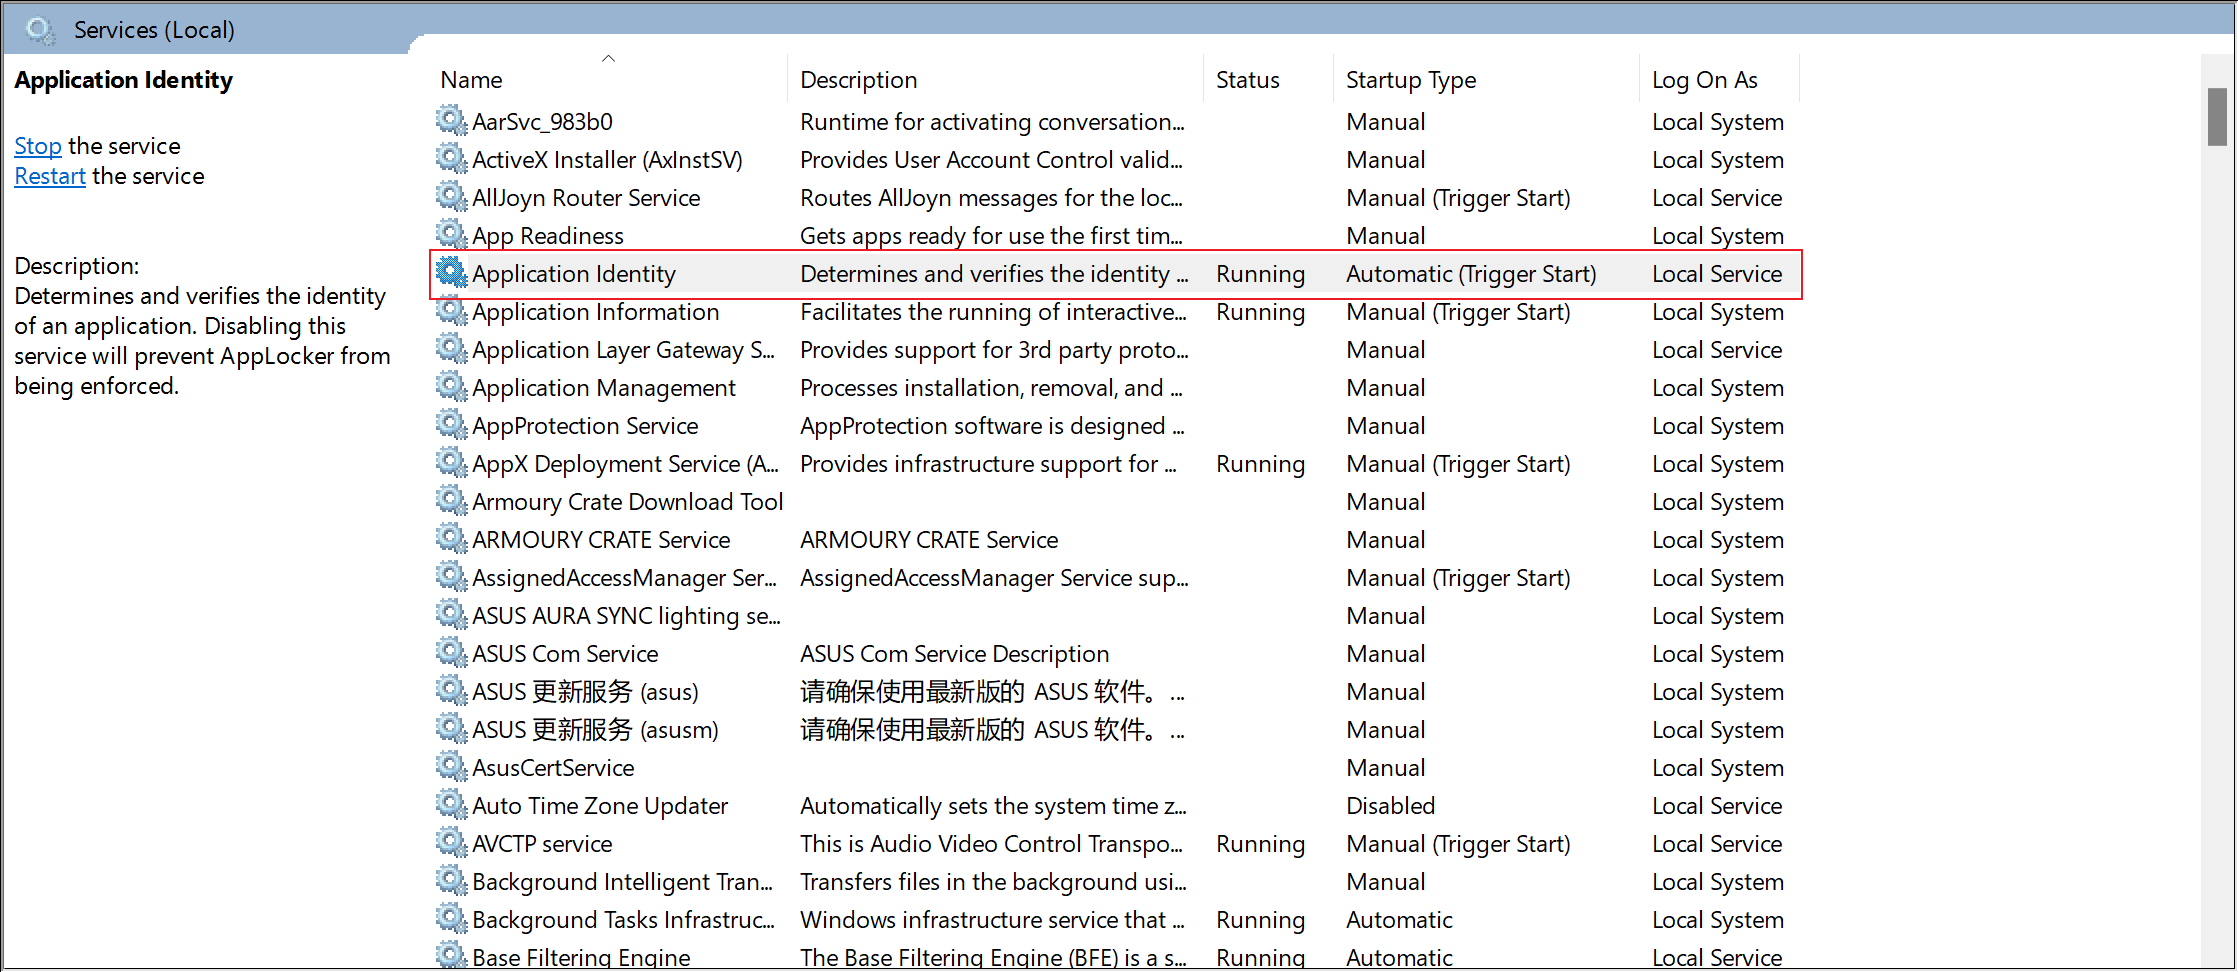 Services (Local)
Application Identity
Stop the service
Restart the service
Description:
Determines and verifies the identity
of an application. Disabling this
service will prevent AppLocker from
being enforced.
Name Description Status Startup Type Log On As
AarSvc_983b0 Runtime for activating conversation... Manual Local System
ActiveX Installer (AxInstSV) Provides User Account Control valid... Manual Local System
AllJoyn Router Service Routes AllJoyn messages for the loc... Manual (Trigger Start) Local Service
App Readiness Gets apps ready for use the first tim... Manual Local System
Application Identity Determines and verifies the identity ... Running Automatic (Trigger Start) Local Service
Application Information Facilitates the running of interactive... Running Manual (Trigger Start) Local System
Application Layer Gateway S... Provides support for 3rd party proto... Manual Local Service
Application Management Processes installation, removal, and ... Manual Local System
AppProtection Service AppProtection software is designed ... Manual Local System
AppX Deployment Service (A... Provides infrastructure support for ... Running Manual (Trigger Start) Local System
Armoury Crate Download Tool Manual Local System
ARMOURY CRATE Service ARMOURY CRATE Service Manual Local System
AssignedAccessManager Ser... AssignedAccessManager Service sup... Manual (Trigger Start) Local System
ASUS AURA SYNC lighting se... Manual Local System
ASUS Com Service ASUS Com Service Description Manual Local System
ASUS 更新服务 (asus) 请确保使用最新版的 ASUS 软件。... Manual Local System
ASUS 更新服务 (asusm) 请确保使用最新版的 ASUS 软件。... Manual Local System
AsusCertService Manual Local System
Auto Time Zone Updater Automatically sets the system time z... Disabled Local Service
AVCTP service This is Audio Video Control Transpo... Running Manual (Trigger Start) Local Service
Background Intelligent Tran... Transfers files in the background usi... Manual Local System
Background Tasks Infrastruc... Windows infrastructure service that ... Running Automatic Local System
Base Filtering Engine The Base Filtering Engine (BFE) is a s... Running Automatic Local Service